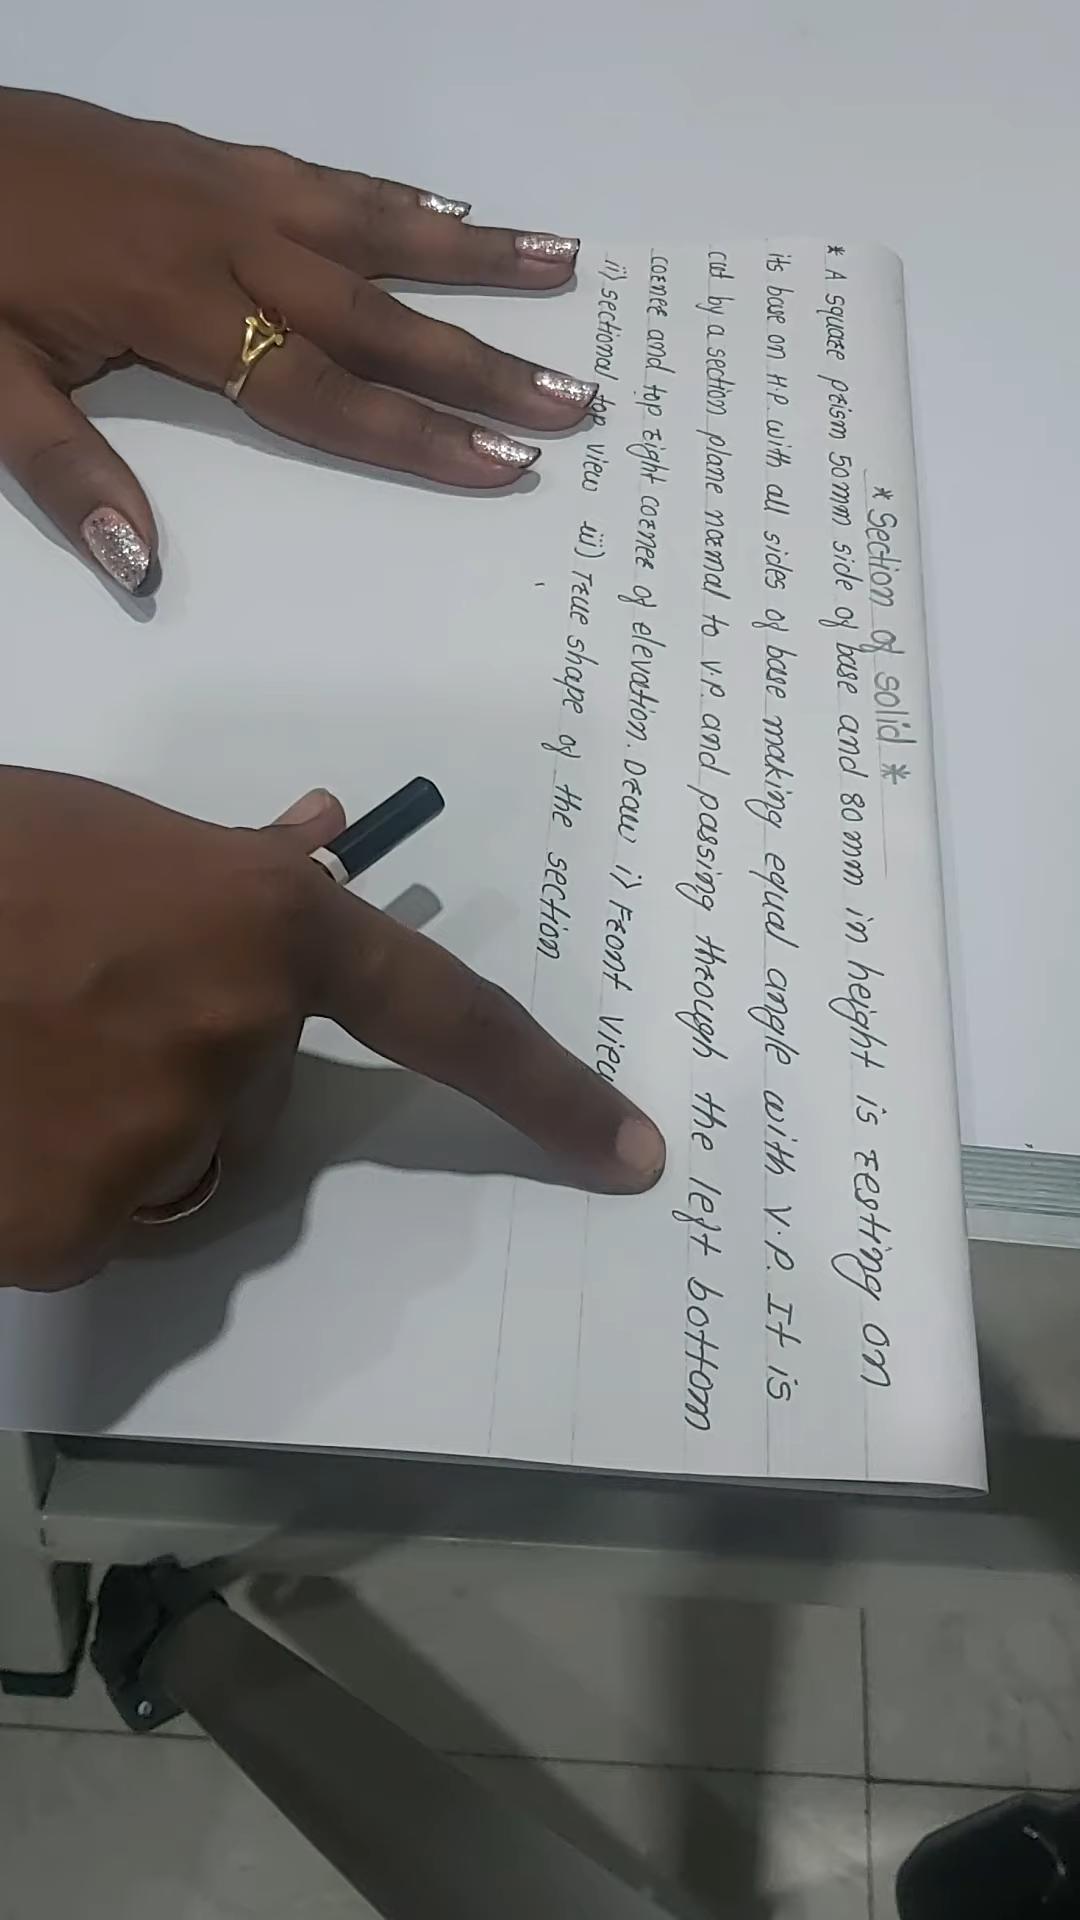 * Section of solid *
* A square prism 50mm side of base and 80mm in height is resting on
its base on H.P. with all sides of base making equal angle with V.P. It is
cut by a section plane normal to V.P. and passing through the left bottom
corner and top right corner of elevation. Draw i) Front view
ii) sectional top view iii) True shape of the section